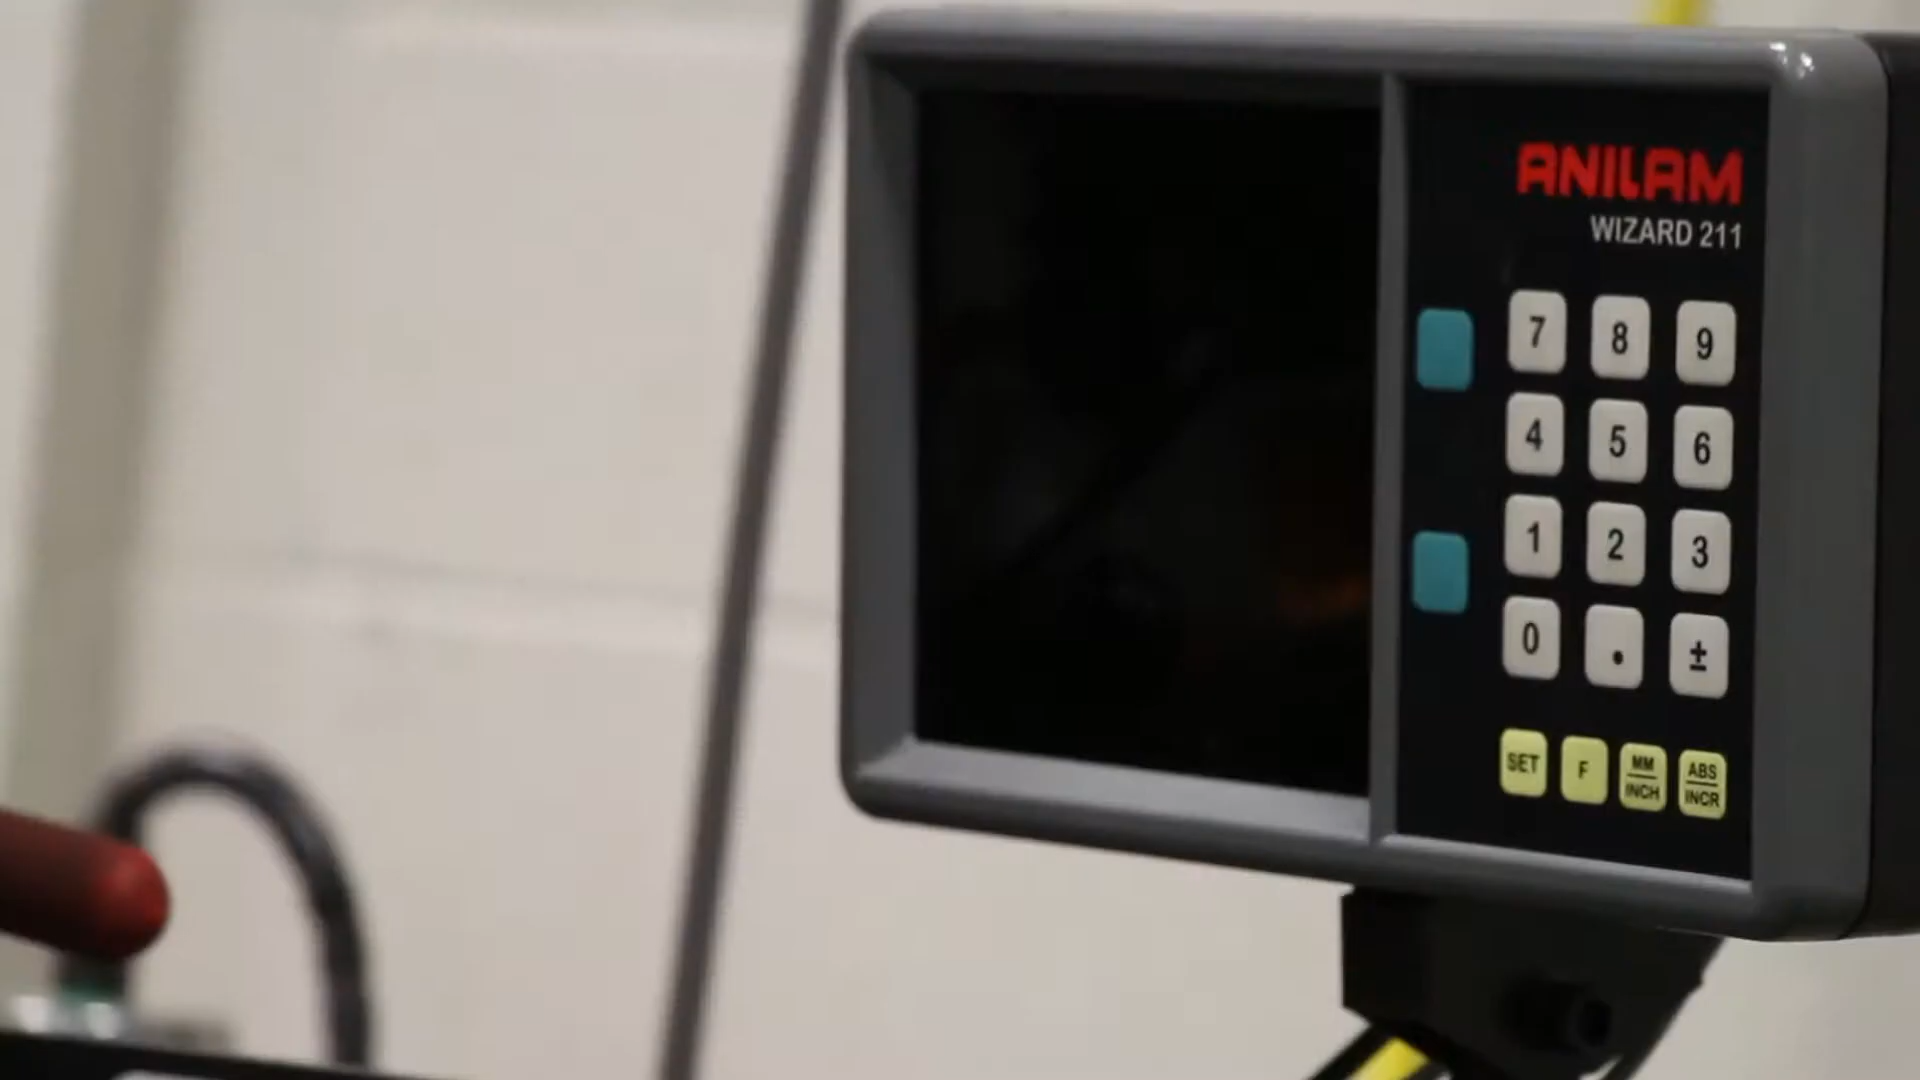 ANILAM
WIZARD 211
7 8 9
4 5 6
1 2 3
0 . ±
SET F MM INCH ABS INCR